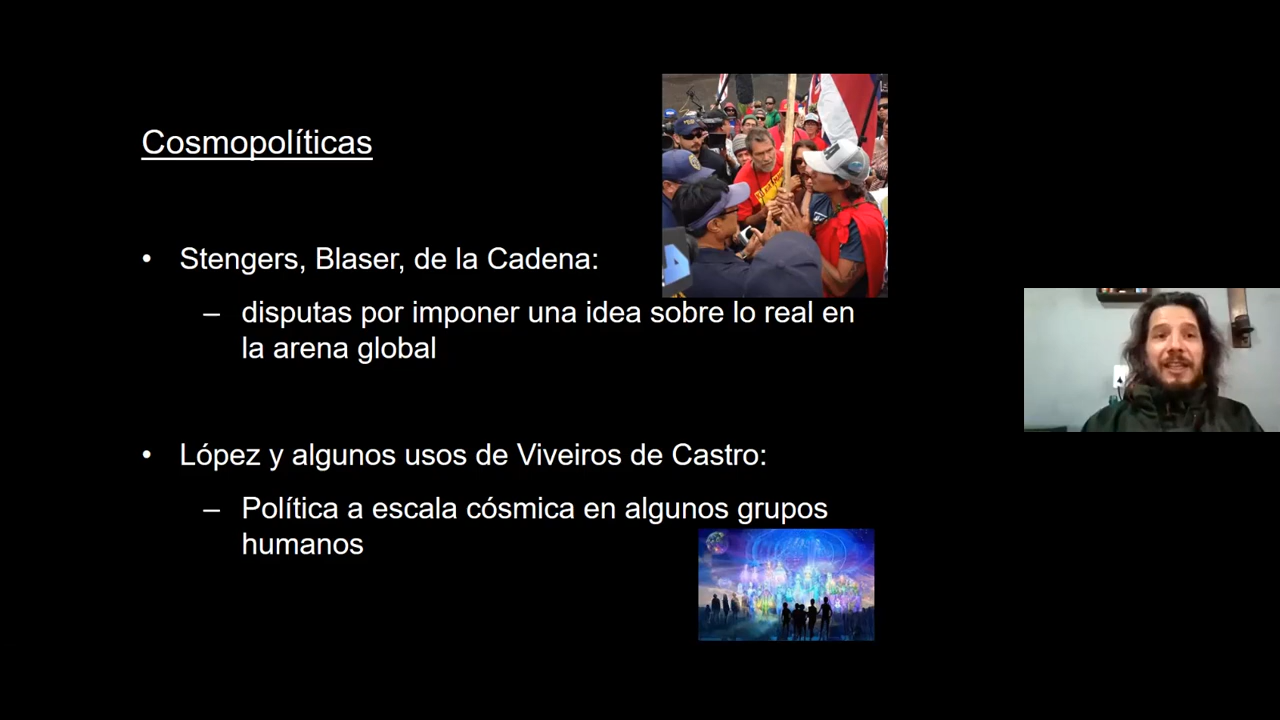 Cosmopolíticas
• Stengers, Blaser, de la Cadena:
– disputas por imponer una idea sobre lo real en
la arena global
• López y algunos usos de Viveiros de Castro:
– Política a escala cósmica en algunos grupos
humanos